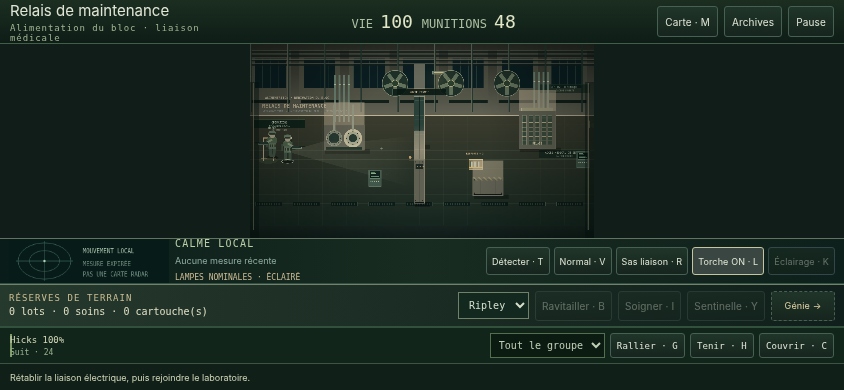 Relais de maintenance
Alimentation du bloc · liaison
médicale
VIE 100 MUNITIONS 48
Carte · M
Archives
Pause
RELAIS DE MAINTENANCE
MOUVEMENT LOCAL
MESURE EXPIRÉE
PAS UNE CARTE RADAR
CALME LOCAL
Aucune mesure récente
LAMPES NOMINALES · ÉCLAIRÉ
Détecter · T
Normal · V
Sas liaison · R
Torche ON · L
Éclairage · K
RÉSERVES DE TERRAIN
0 lots · 0 soins · 0 cartouche(s)
Ripley
Ravitailler · B
Soigner · I
Sentinelle · Y
Génie →
Hicks 100%
Suit · 24
Tout le groupe
Rallier · G
Tenir · H
Couvrir · C
Rétablir la liaison électrique, puis rejoindre le laboratoire.